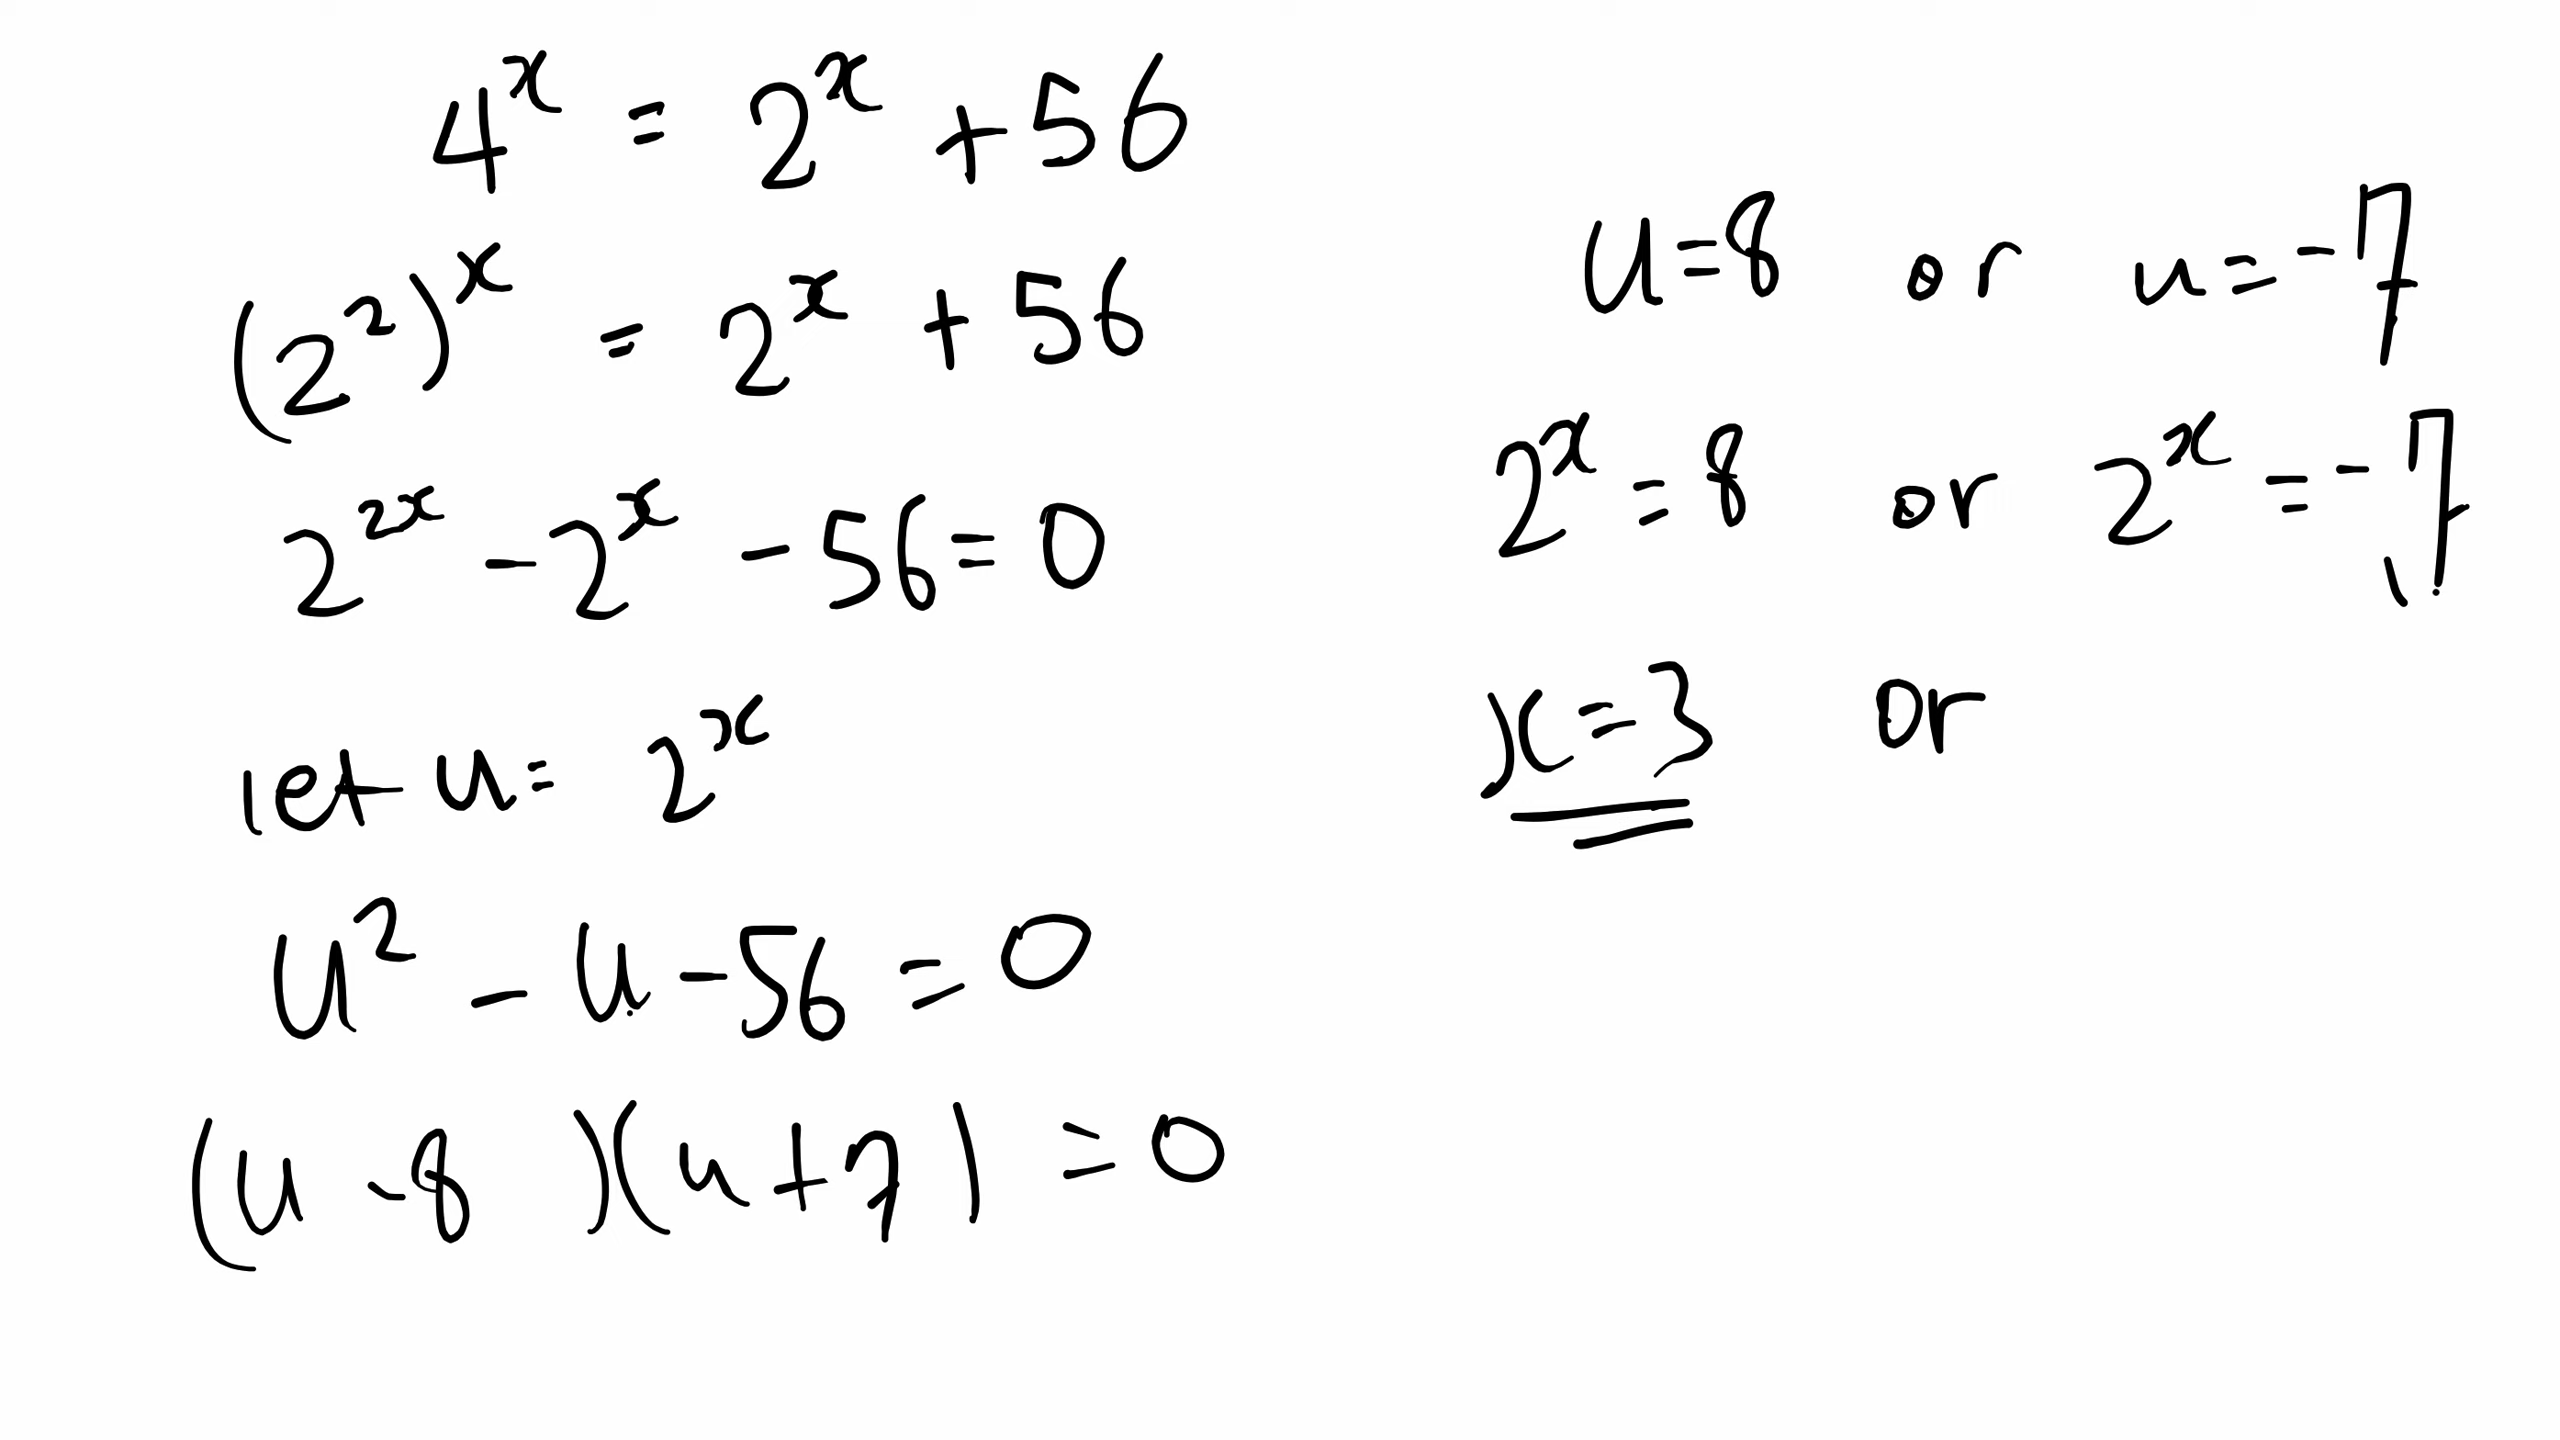 4^x = 2^x + 56
(2^2)^x = 2^x + 56
2^{2x} - 2^x - 56 = 0
let u = 2^x
u^2 - u - 56 = 0
(u - 8 )(u + 7) = 0
u = 8 or u = -7
2^x = 8 or 2^x = -7
x = 3 or